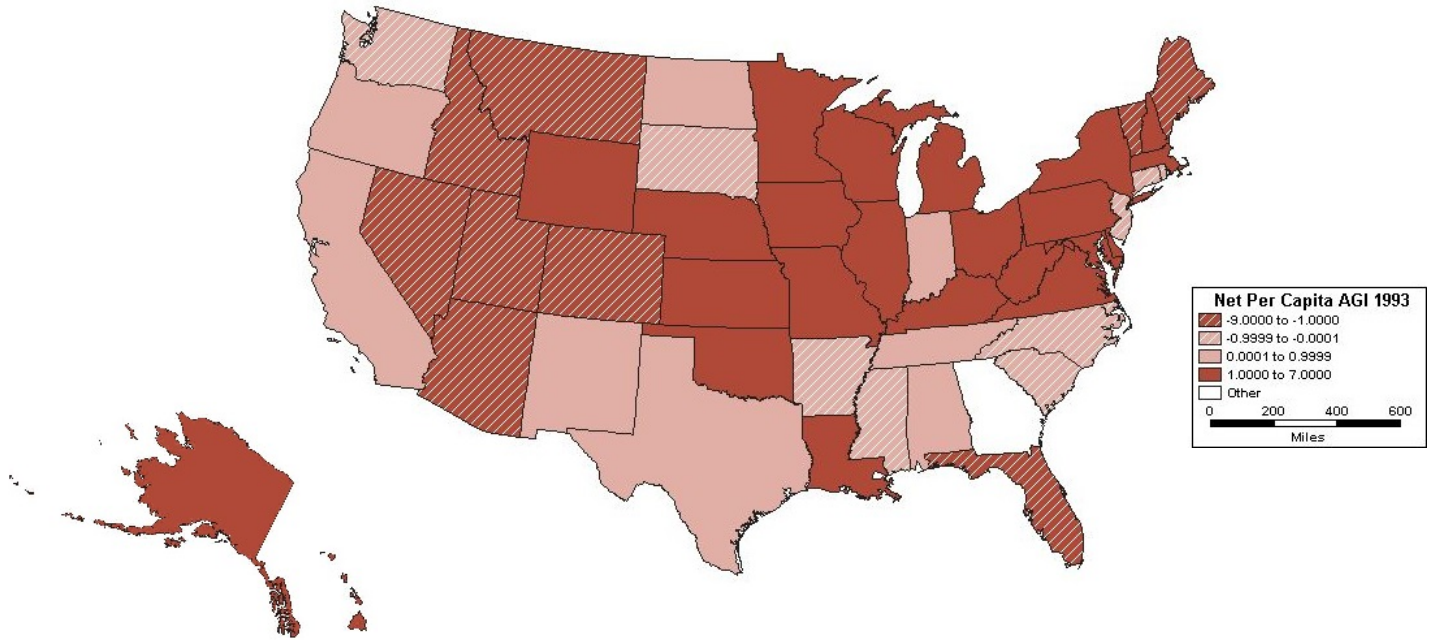 Net Per Capita AGI 1993
-9.0000 to -1.0000
-0.9999 to -0.0001
0.0001 to 0.9999
1.0000 to 7.0000
Other
0 200 400 600
Miles